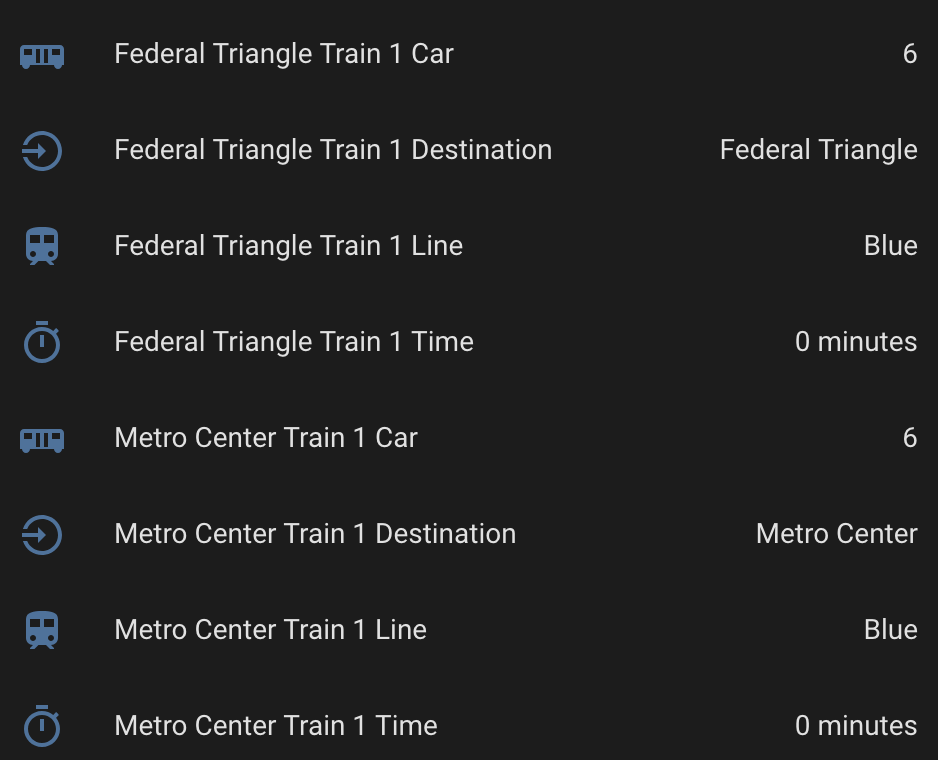 Federal Triangle Train 1 Car 6
Federal Triangle Train 1 Destination Federal Triangle
Federal Triangle Train 1 Line Blue
Federal Triangle Train 1 Time 0 minutes
Metro Center Train 1 Car 6
Metro Center Train 1 Destination Metro Center
Metro Center Train 1 Line Blue
Metro Center Train 1 Time 0 minutes